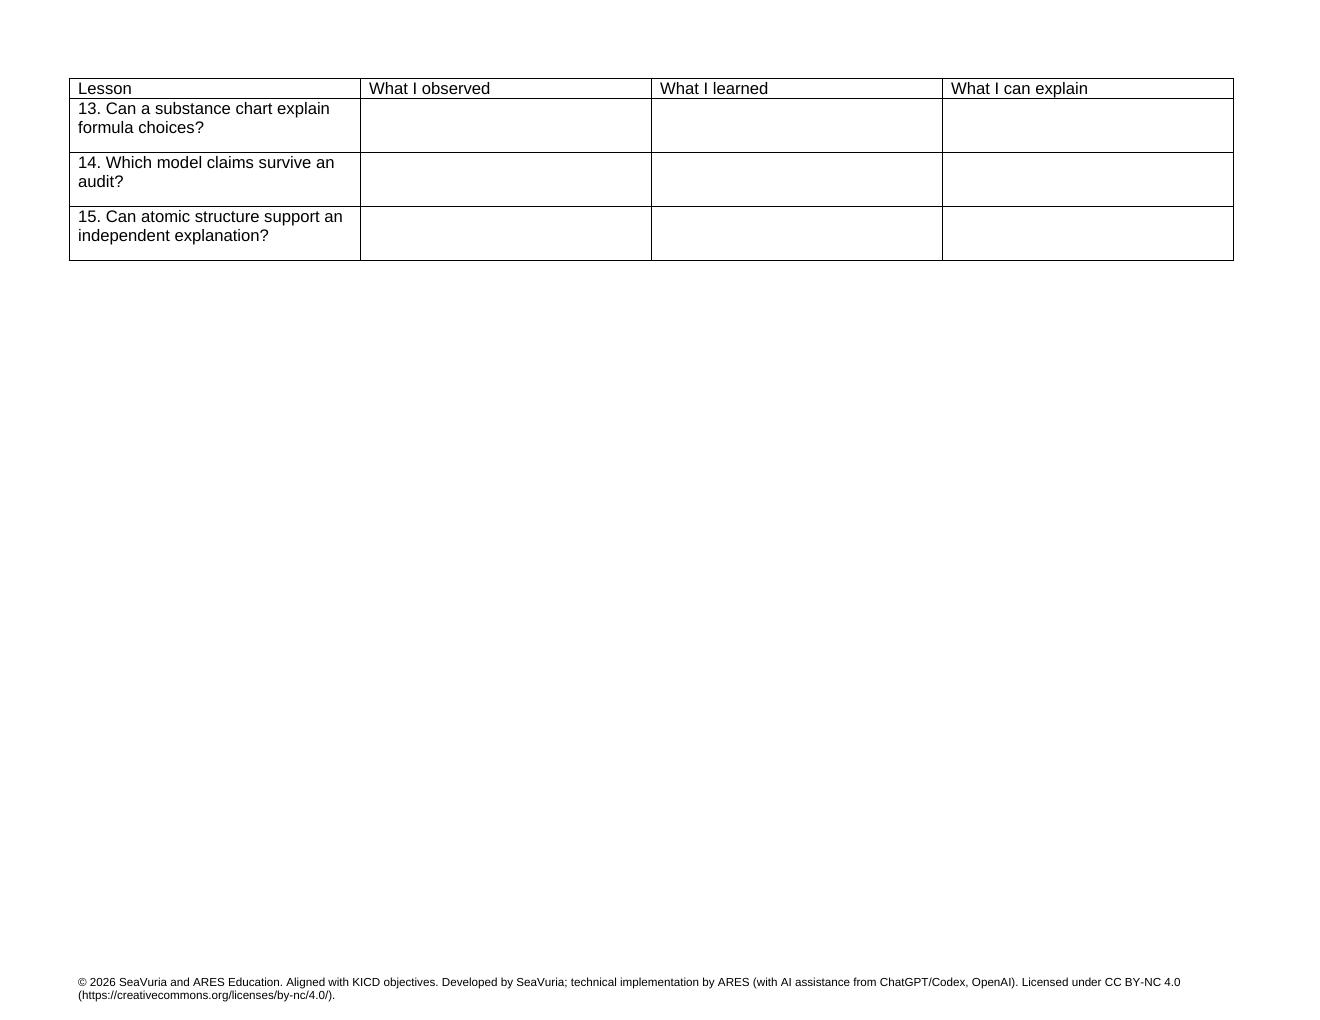 Lesson What I observed What I learned What I can explain
13. Can a substance chart explain
formula choices?
14. Which model claims survive an
audit?
15. Can atomic structure support an
independent explanation?
© 2026 SeaVuria and ARES Education. Aligned with KICD objectives. Developed by SeaVuria; technical implementation by ARES (with AI assistance from ChatGPT/Codex, OpenAI). Licensed under CC BY-NC 4.0
(https://creativecommons.org/licenses/by-nc/4.0/).